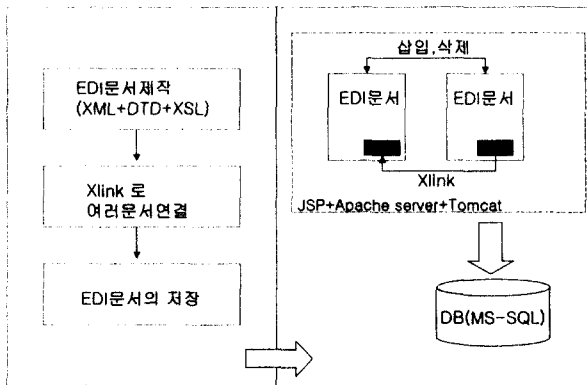 EDI문서제작
(XML+DTD+XSL)
Xlink 로
여러문서연결
EDI문서의 저장
삽입,삭제
EDI문서
EDI문서
Xlink
JSP+Apache server+Tomcat
DB(MS-SQL)